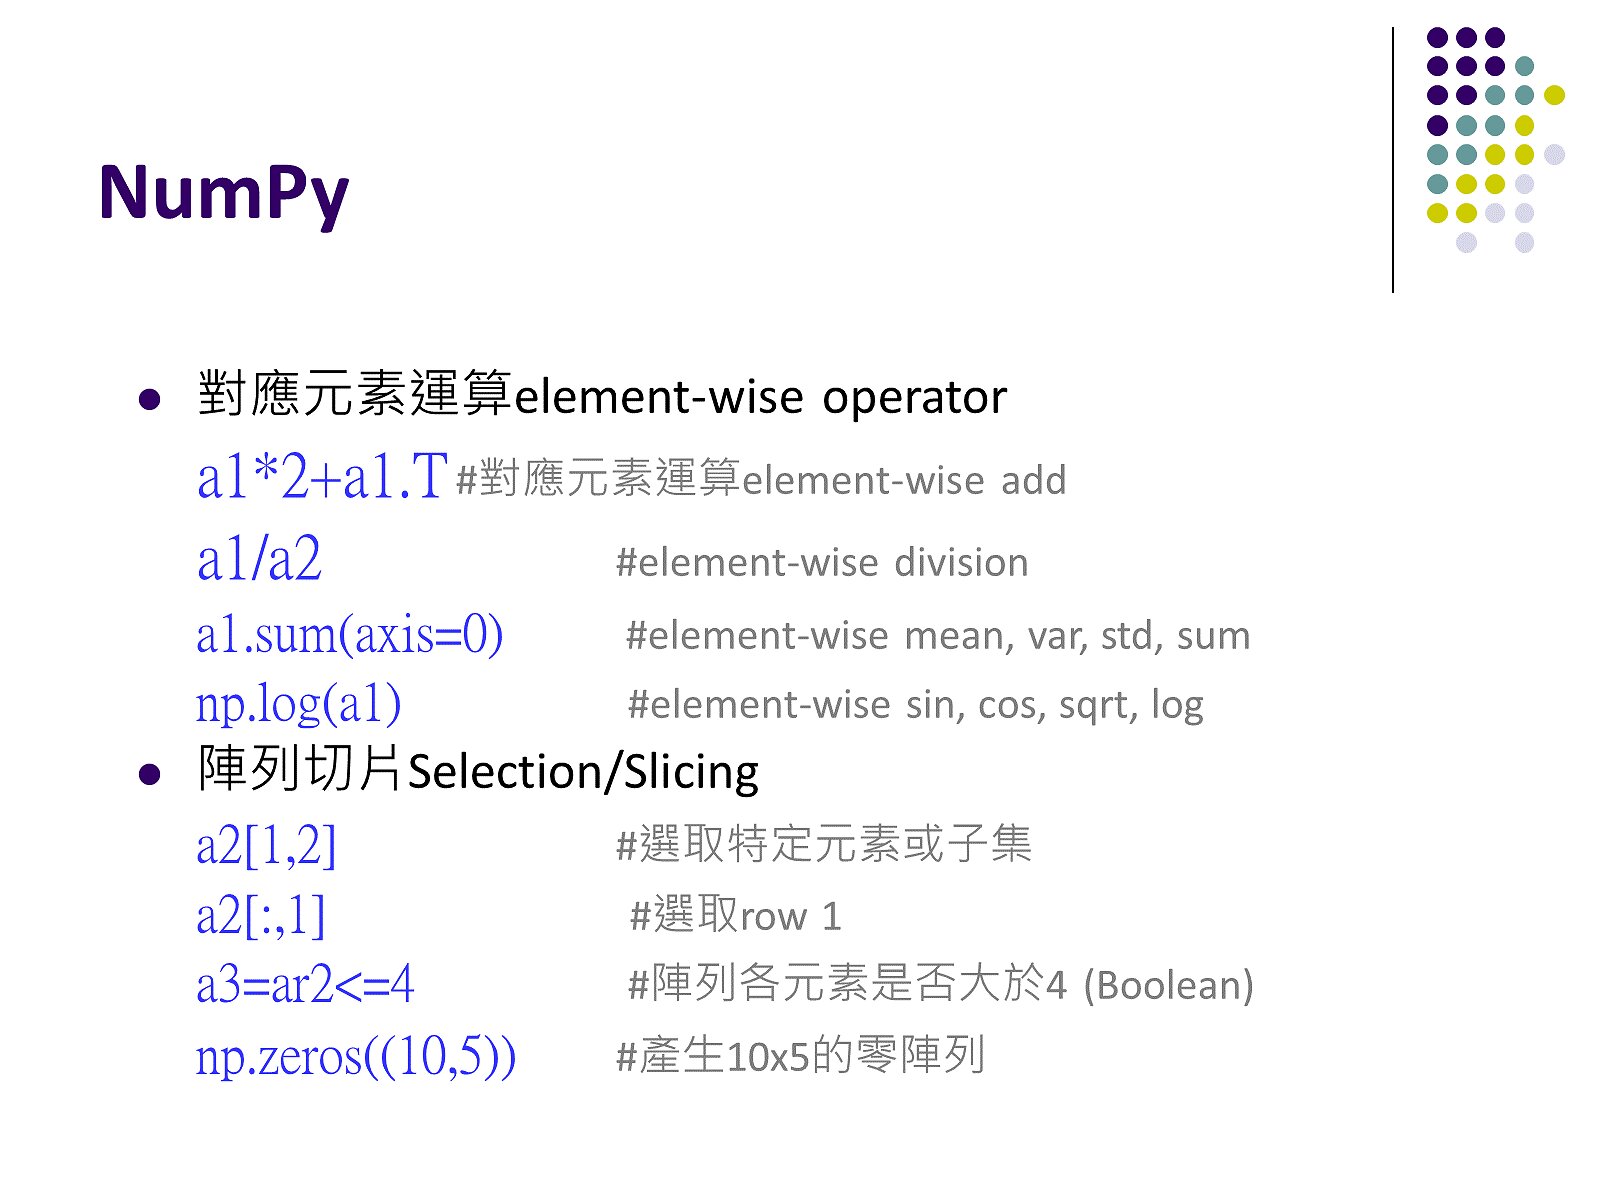 NumPy
對應元素運算element-wise operator
a1*2+a1.T #對應元素運算element-wise add
a1/a2 #element-wise division
a1.sum(axis=0) #element-wise mean, var, std, sum
np.log(a1) #element-wise sin, cos, sqrt, log
陣列切片Selection/Slicing
a2[1,2] #選取特定元素或子集
a2[:,1] #選取row 1
a3=ar2<=4 #陣列各元素是否大於4 (Boolean)
np.zeros((10,5)) #產生10x5的零陣列